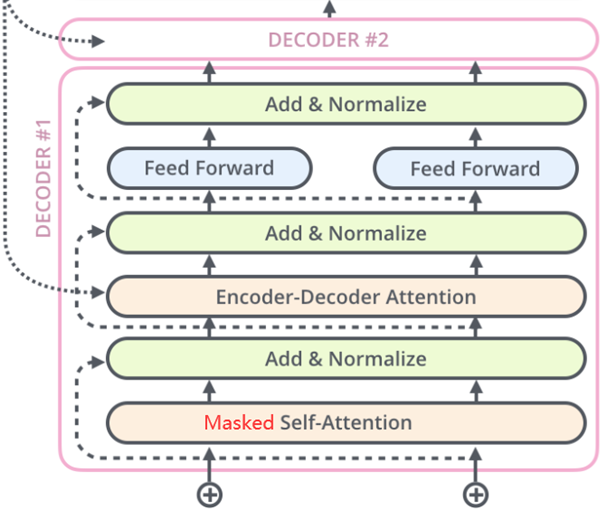 DECODER #2
DECODER #1
Add & Normalize
Feed Forward
Feed Forward
Add & Normalize
Encoder-Decoder Attention
Add & Normalize
Masked Self-Attention